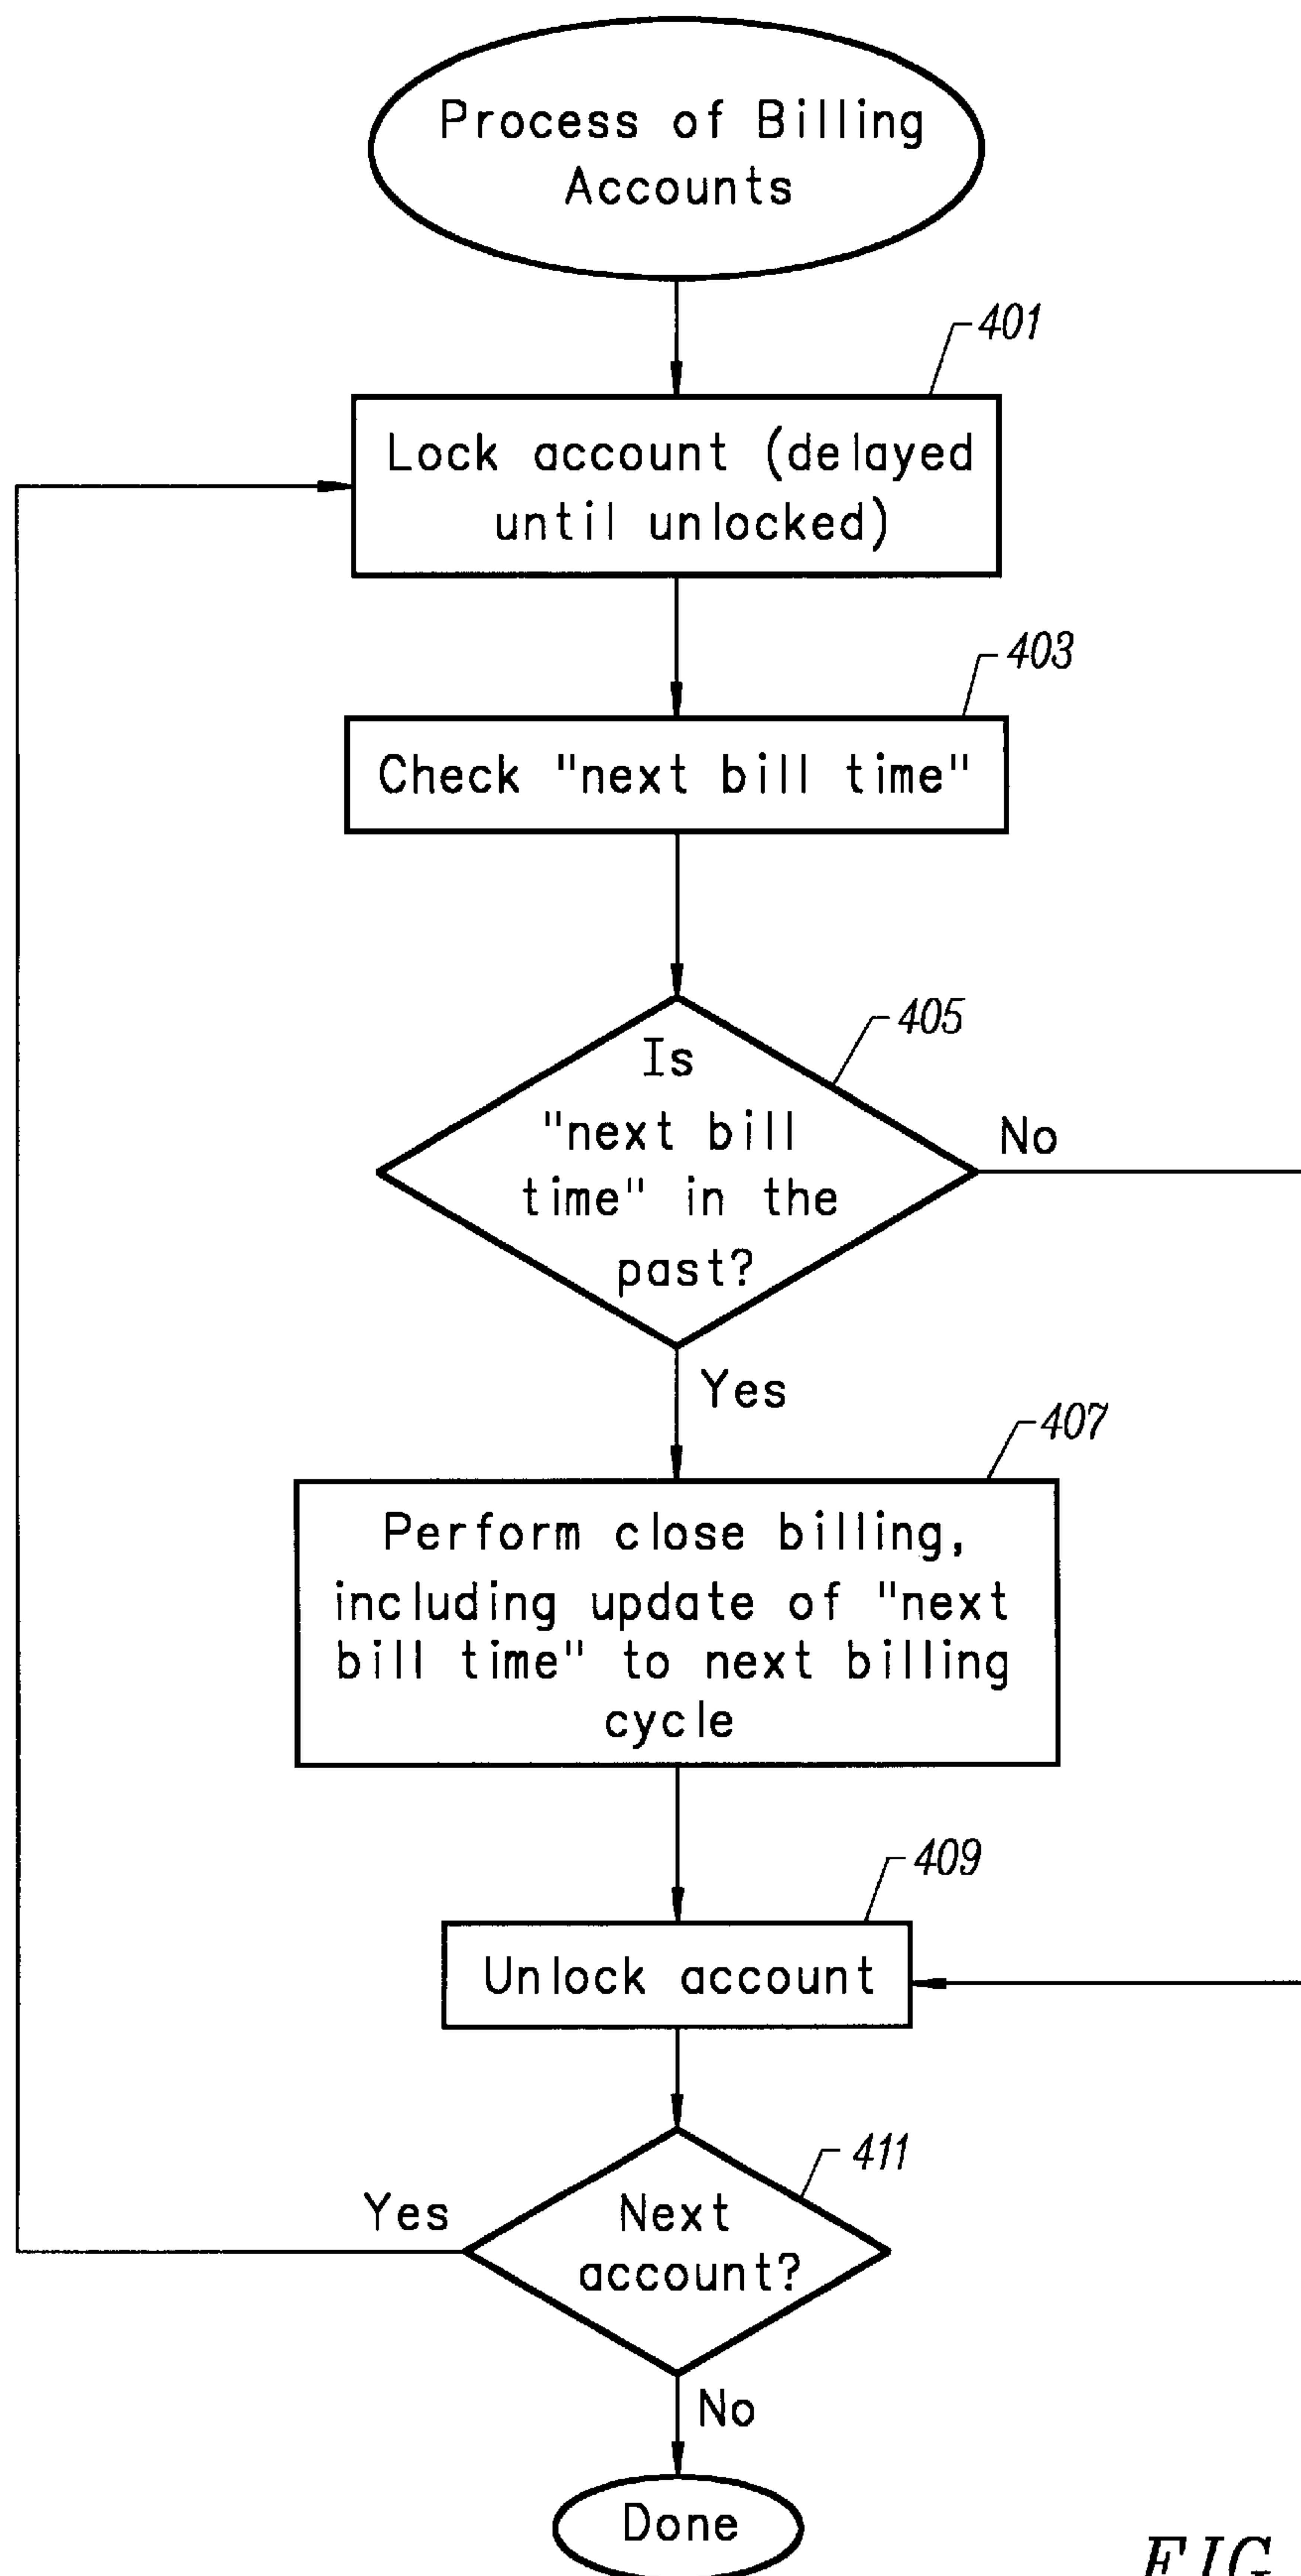 Process of Billing
Accounts
401
Lock account (delayed
until unlocked)
403
Check "next bill time"
405
Is
"next bill
time" in the
past?
No
Yes
407
Perform close billing,
including update of "next
bill time" to next billing
cycle
409
Unlock account
411
Yes
Next
account?
No
Done
FIG